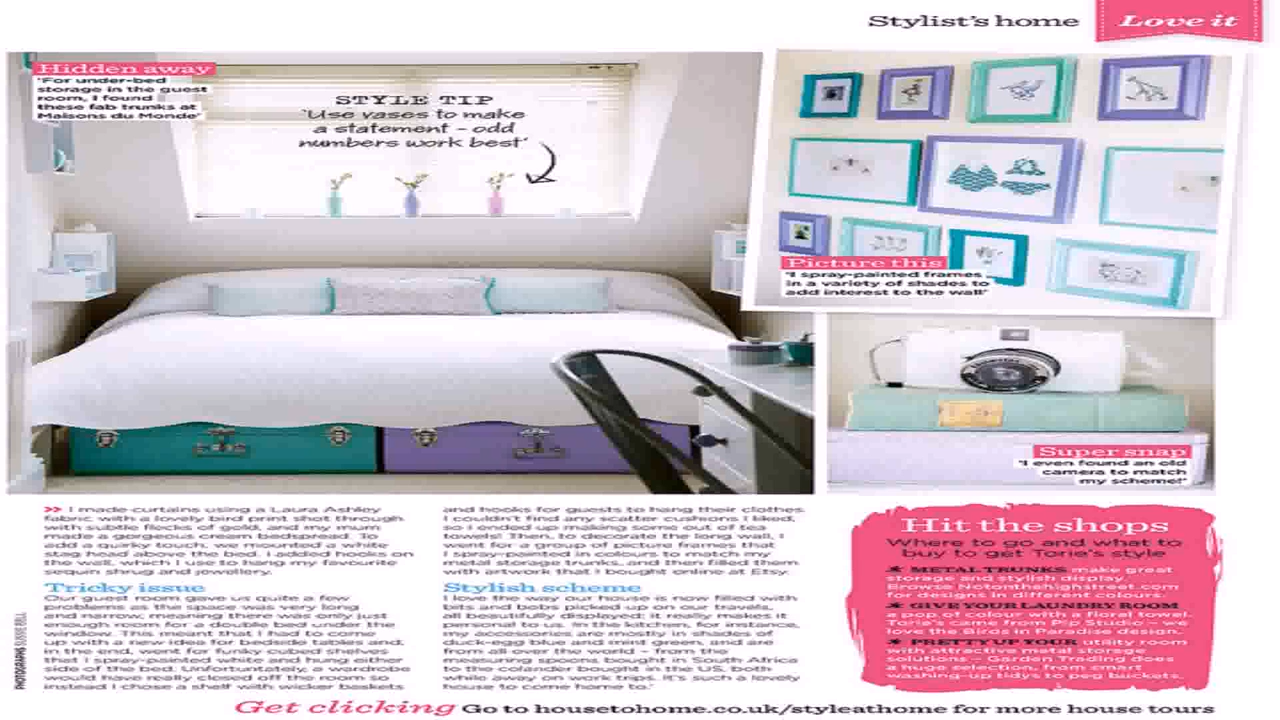 Stylist's home
Love it
Hidden away
'For under-bed
storage in the guest
room, I found
these fab trunks at
Maisons du Monde'
STYLE TIP
'Use vases to make
a statement – odd
numbers work best'
Picture this
'I spray-painted frames
in a variety of shades to
add interest to the wall'
Super snap
'I even found an old
camera to match
my scheme!'
>> I made curtains using a Laura Ashley
fabric with a lovely bird print shot through
with subtle flecks of gold, and my mum
made a gorgeous cream bedspread. To
add a quirky touch, we mounted a white
stag head above the bed. I added hooks on
the wall, which I use to hang my favourite
sequin shrug and jewellery.
Tricky issue
Our guest room gave us quite a few
problems as the space was very long
and narrow, meaning there was only just
enough room for a double bed under the
window. This meant that I had to come
up with a new idea for bedside tables and,
in the end, went for funky cubed shelves
that I spray-painted white and hung either
side of the bed. Unfortunately, a wardrobe
would have really closed off the room so
instead I chose a shelf with wicker baskets
and hooks for guests to hang their clothes.
I couldn't find any scatter cushions I liked,
so I ended up making some out of tea
towels! Then, to decorate the long wall, I
went for a group of picture frames that
I spray-painted in colours to match my
metal storage trunks, and then filled them
with artwork that I bought online at Etsy.
Stylish scheme
I love the way our house is now filled with
bits and bobs picked up on our travels,
all beautifully displayed; it really makes it
personal to us. In the kitchen, for instance,
my accessories are mostly in shades of
duck-egg blue and mint green, and are
from all over the world – from the
measuring spoons, bought in South Africa
to the colander bought in the US, both
while away on work trips. It's such a lovely
house to come home to.'
Hit the shops
Where to go and what to
buy to get Torie's style
★ METAL TRUNKS make great
storage and stylish display.
Browse Notonthehighstreet.com
for designs in different colours.
★ GIVE YOUR LAUNDRY ROOM
a pop of colour with a floral towel.
Torie's came from Pip Studio – we
love the Birds in Paradise design.
★ PRETTY UP YOUR utility room
with attractive metal storage
solutions – Garden Trading does
a huge selection, from smart
washing-up tidys to peg buckets.
PHOTOGRAPHS SUSSIE BELL
Get clicking Go to housetohome.co.uk/styleathome for more house tours